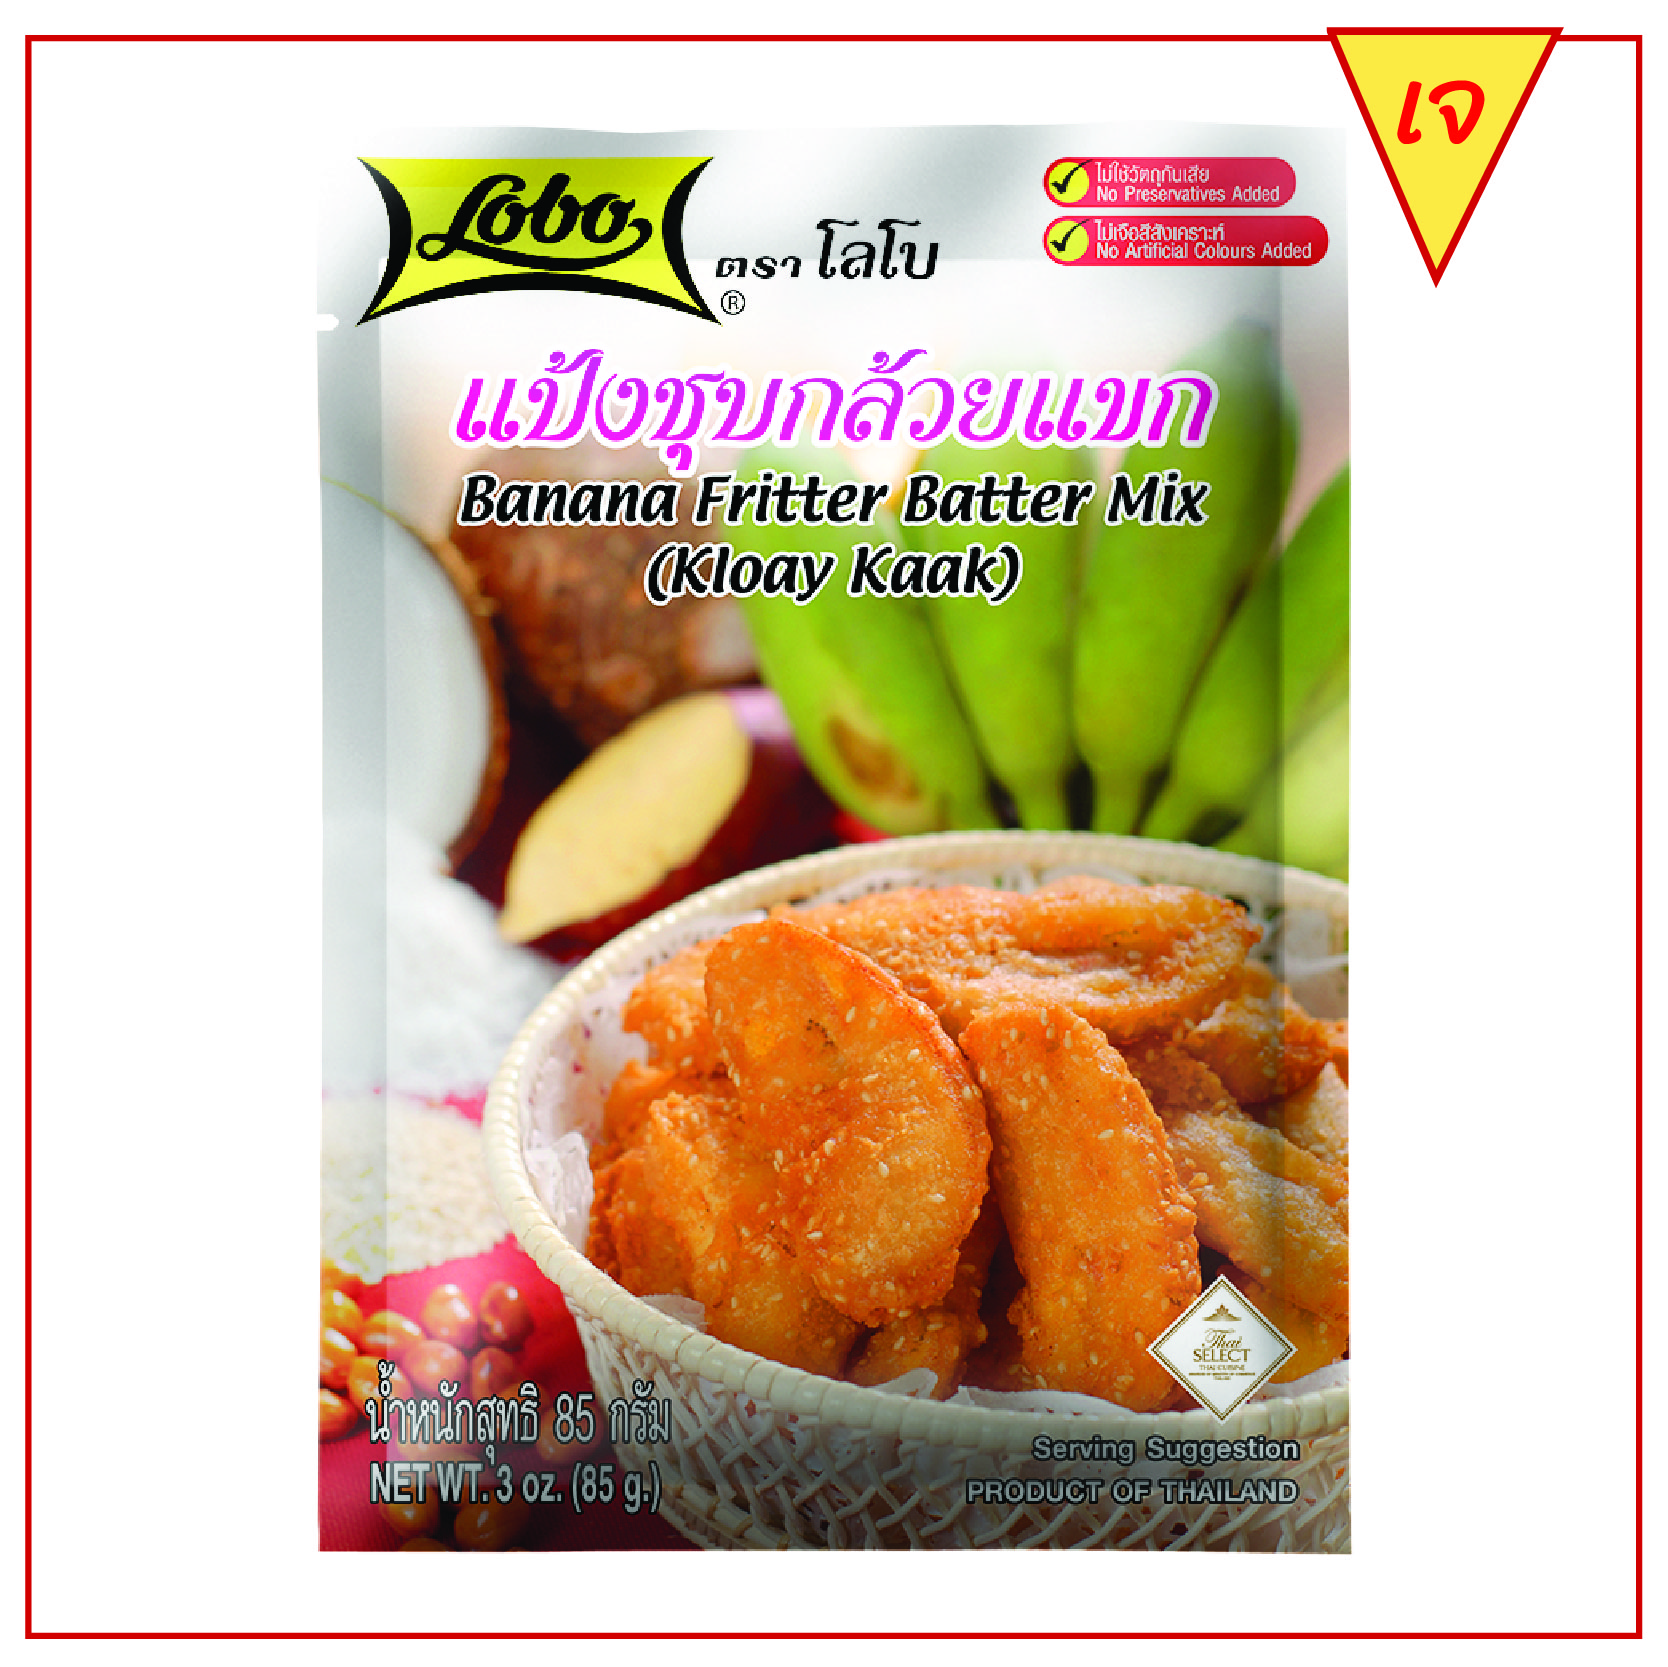 เจ
Lobo
ตรา โลโบ
®
ไม่ใช้วัตถุกันเสีย
No Preservatives Added
ไม่เจือสีสังเคราะห์
No Artificial Colours Added
แป้งชุบกล้วยแขก
Banana Fritter Batter Mix
(Kloay Kaak)
Thai
SELECT
THAI CUISINE
น้ำหนักสุทธิ 85 กรัม
NET WT. 3 oz. (85 g.)
Serving Suggestion
PRODUCT OF THAILAND